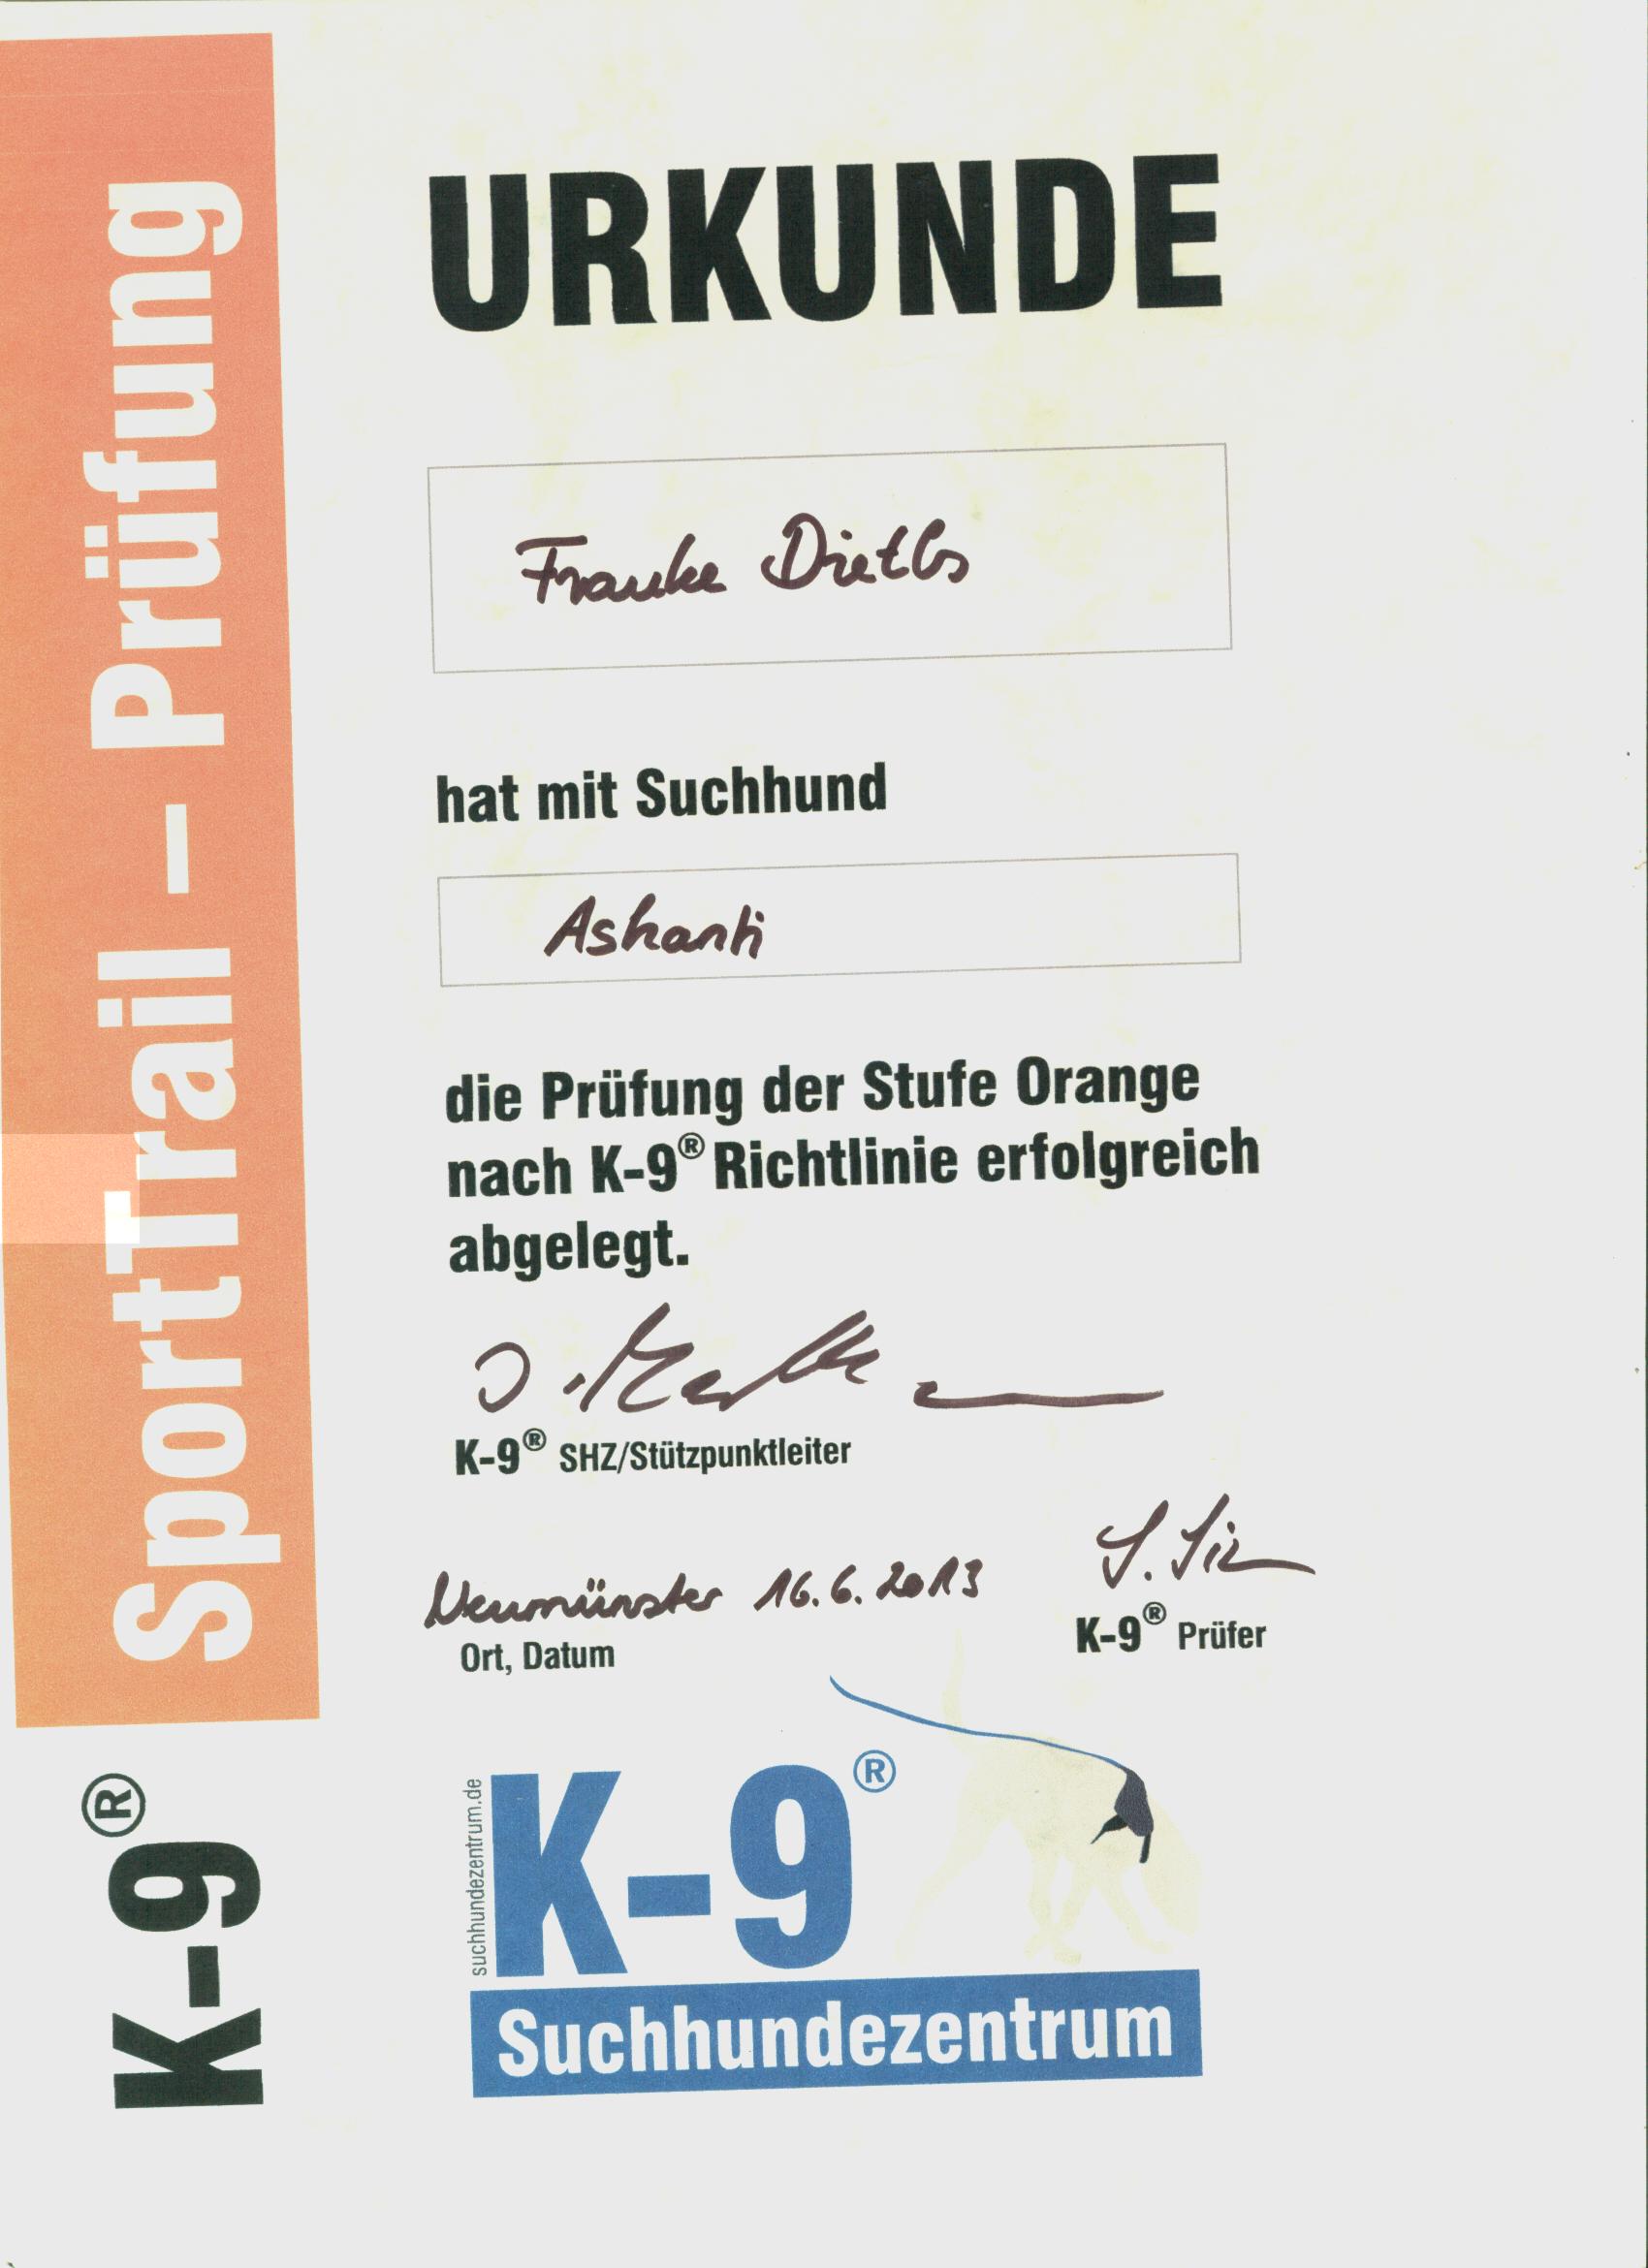 K-9® SportTrail – Prüfung
URKUNDE
Frauke
hat mit Suchhund
Ashanti
die Prüfung der Stufe Orange
nach K-9® Richtlinie erfolgreich
abgelegt.
K-9® SHZ/Stützpunktleiter
Neumünster 16.6.2013
Ort, Datum
K-9® Prüfer
suchhundezentrum.de
K-9®
Suchhundezentrum